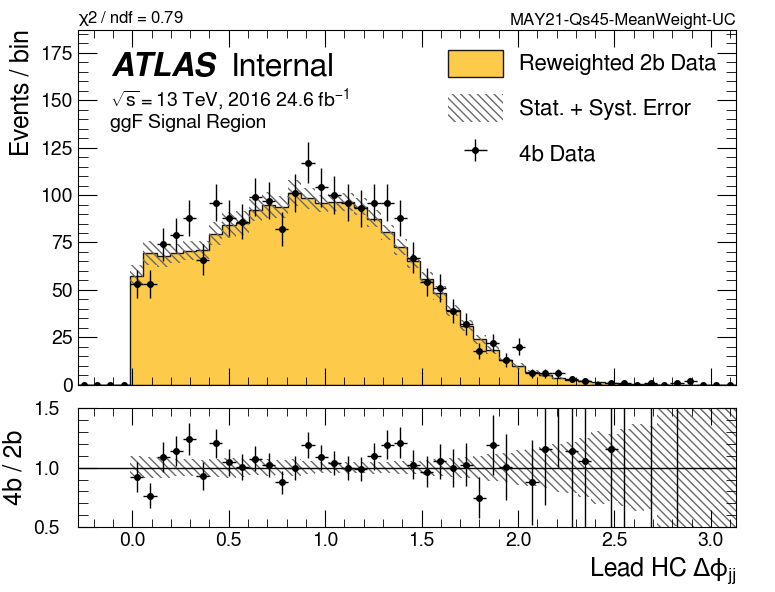 χ2 / ndf = 0.79
MAY21-Qs45-MeanWeight-UC
Events / bin
175
150
125
100
75
50
25
0
ATLAS Internal
√s = 13 TeV, 2016 24.6 fb⁻¹
ggF Signal Region
Reweighted 2b Data
Stat. + Syst. Error
4b Data
4b / 2b
1.5
1.0
0.5
0.0 0.5 1.0 1.5 2.0 2.5 3.0
Lead HC Δϕjj